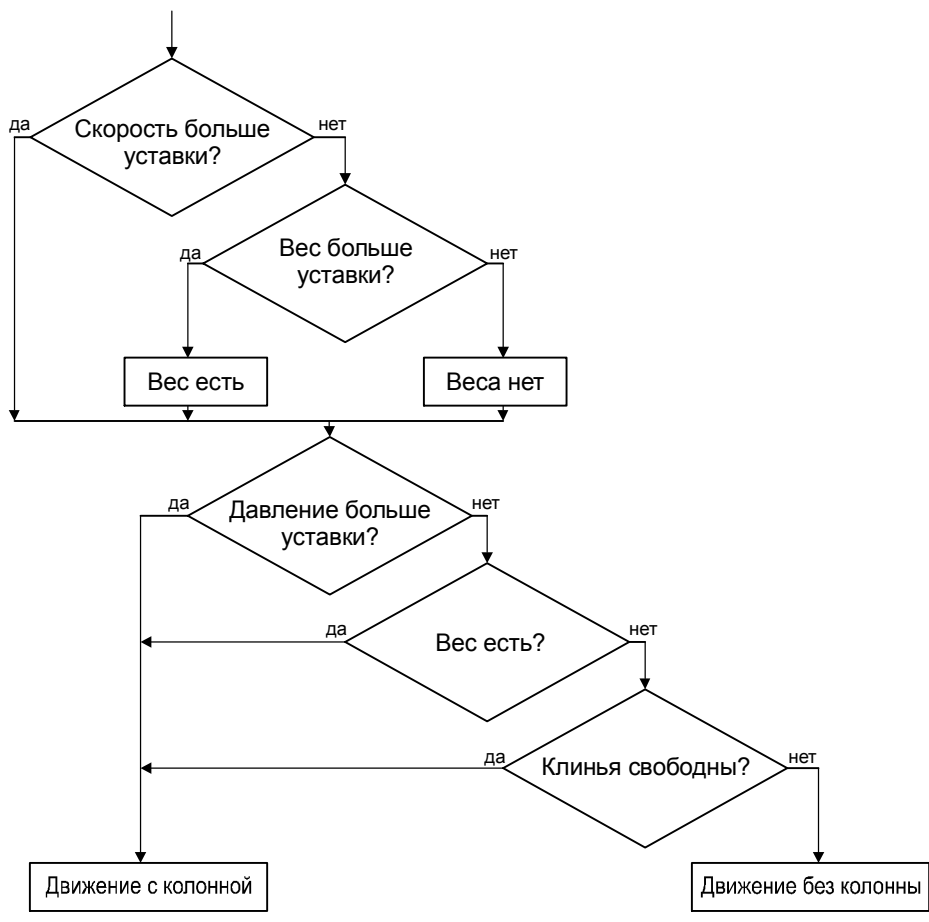 да
Скорость больше
уставки?
нет
да
Вес больше
уставки?
нет
Вес есть
Веса нет
да
Давление больше
уставки?
нет
да
Вес есть?
нет
да
Клинья свободны?
нет
Движение с колонной
Движение без колонны